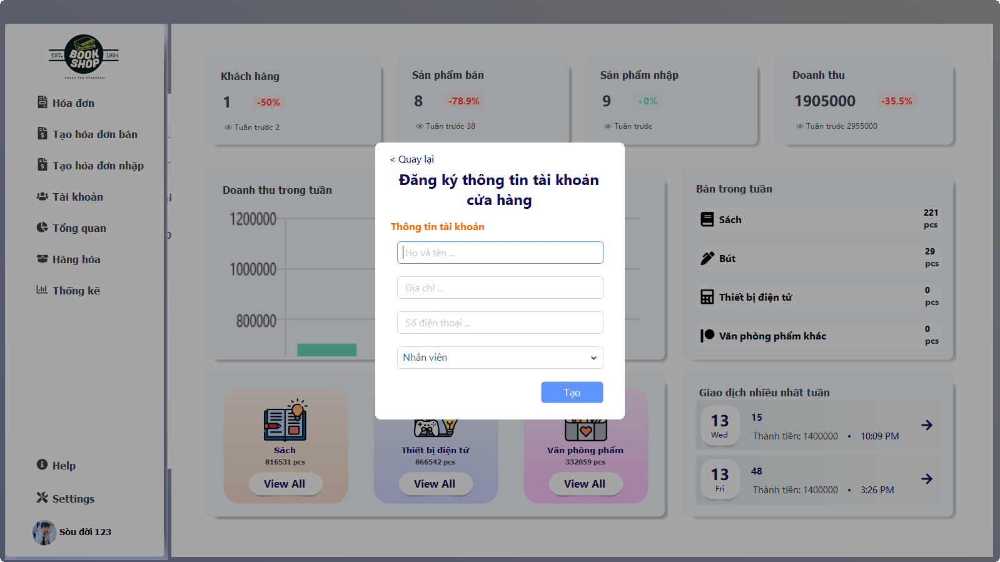 EST. BOOK SHOP 1984
Hóa đơn
Tạo hóa đơn bán
Tạo hóa đơn nhập
Tài khoản
Tổng quan
Hàng hóa
Thống kê
Help
Settings
Sòu đời 123
Khách hàng
1 -50%
Tuần trước 2
Sản phẩm bán
8 -78.9%
Tuần trước 38
Sản phẩm nhập
9 +0%
Tuần trước
Doanh thu
1905000 -35.5%
Tuần trước 2955000
Doanh thu trong tuần
1200000
1000000
800000
< Quay lại
Đăng ký thông tin tài khoản
cửa hàng
Thông tin tài khoản
Họ và tên ...
Địa chỉ ...
Số điện thoại ...
Nhân viên
Tạo
Bán trong tuần
Sách 221 pcs
Bút 29 pcs
Thiết bị điện tử 0 pcs
Văn phòng phẩm khác 0 pcs
Sách
816531 pcs
View All
Thiết bị điện tử
866542 pcs
View All
Văn phòng phẩm
332059 pcs
View All
Giao dịch nhiều nhất tuần
13 Wed
15
Thành tiền: 1400000 • 10:09 PM
13 Fri
48
Thành tiền: 1400000 • 3:26 PM